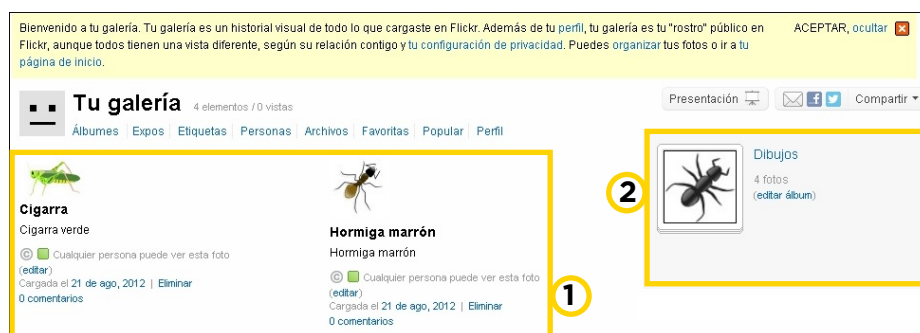 Bienvenido a tu galería. Tu galería es un historial visual de todo lo que cargaste en Flickr. Además de tu perfil, tu galería es tu "rostro" público en
Flickr, aunque todos tienen una vista diferente, según su relación contigo y tu configuración de privacidad. Puedes organizar tus fotos o ir a tu
página de inicio.
ACEPTAR, ocultar
Tu galería 4 elementos / 0 vistas
Presentación
Compartir
Álbumes Expos Etiquetas Personas Archivos Favoritas Popular Perfil
Cigarra
Cigarra verde
© Cualquier persona puede ver esta foto
(editar)
Cargada el 21 de ago, 2012 | Eliminar
0 comentarios
Hormiga marrón
Hormiga marrón
© Cualquier persona puede ver esta foto
(editar)
Cargada el 21 de ago, 2012 | Eliminar
0 comentarios
1
2
Dibujos
4 fotos
(editar álbum)